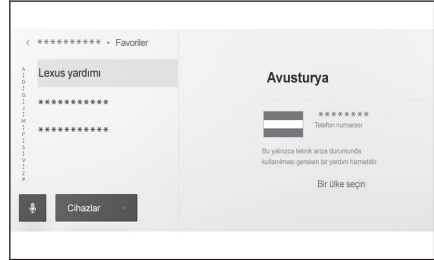 < ********** • Favoriler
A
D
G
J
M
P
S
V
Z
#
Lexus yardımı
***********
***********
Cihazlar
Avusturya
********
Telefon numarası
Bu yalnızca teknik arıza durumunda
kullanılması gereken bir yardım hizmetidir.
Bir ülke seçin